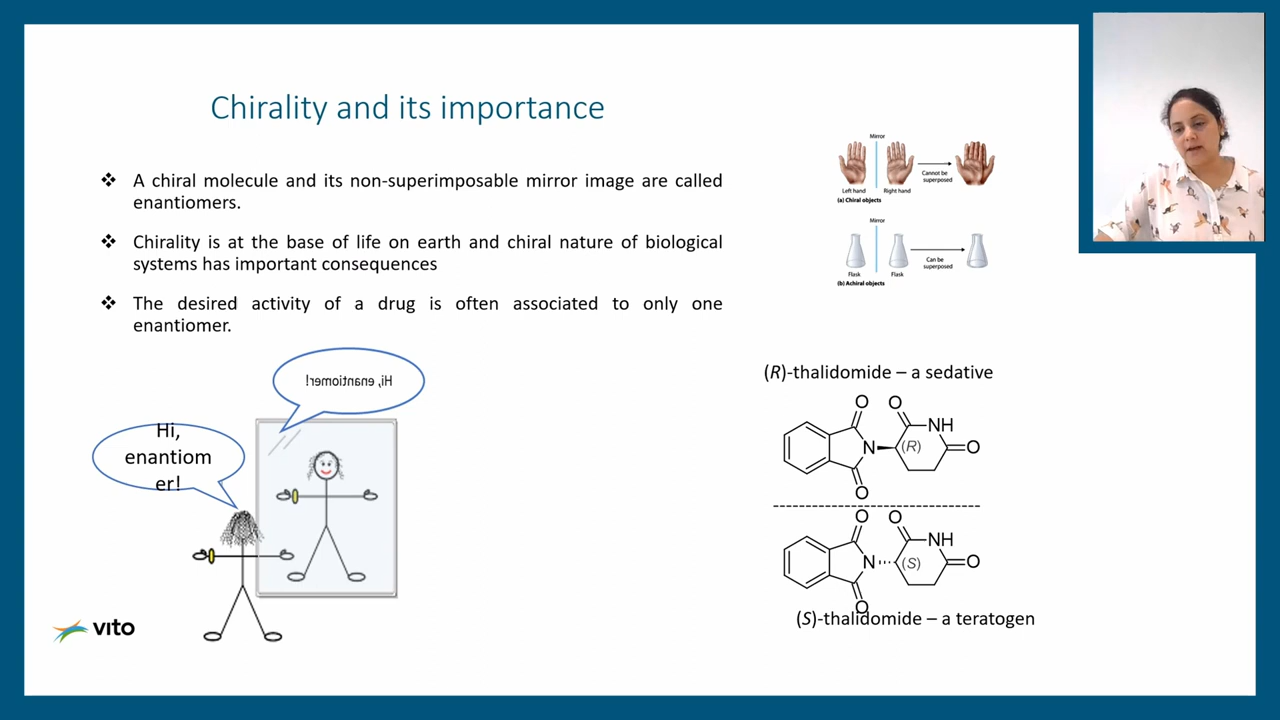 Chirality and its importance
❖ A chiral molecule and its non-superimposable mirror image are called
enantiomers.
❖ Chirality is at the base of life on earth and chiral nature of biological
systems has important consequences
❖ The desired activity of a drug is often associated to only one
enantiomer.
Mirror
Left hand
Right hand
Cannot be
superposed
(a) Chiral objects
Mirror
Flask
Flask
Can be
superposed
(b) Achiral objects
Hi, enantiomer!
Hi,
enantiom
er!
(R)-thalidomide – a sedative
O O
NH
N (R) O
O
O O
NH
N (S) O
O
(S)-thalidomide – a teratogen
vito